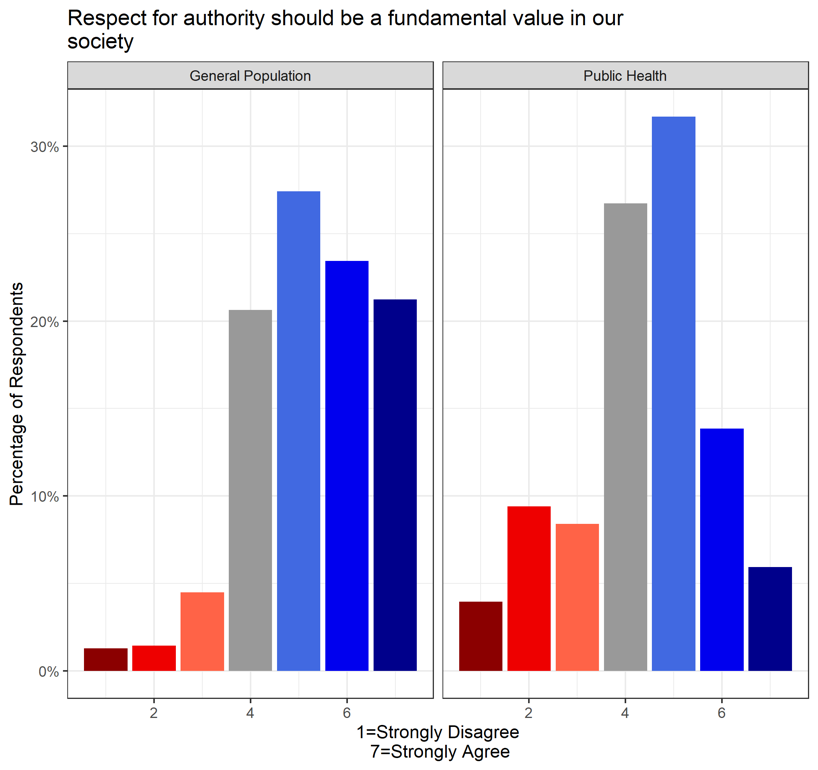 Respect for authority should be a fundamental value in our
society
General Population
Public Health
Percentage of Respondents
30%
20%
10%
0%
2
4
6
2
4
6
1=Strongly Disagree
7=Strongly Agree